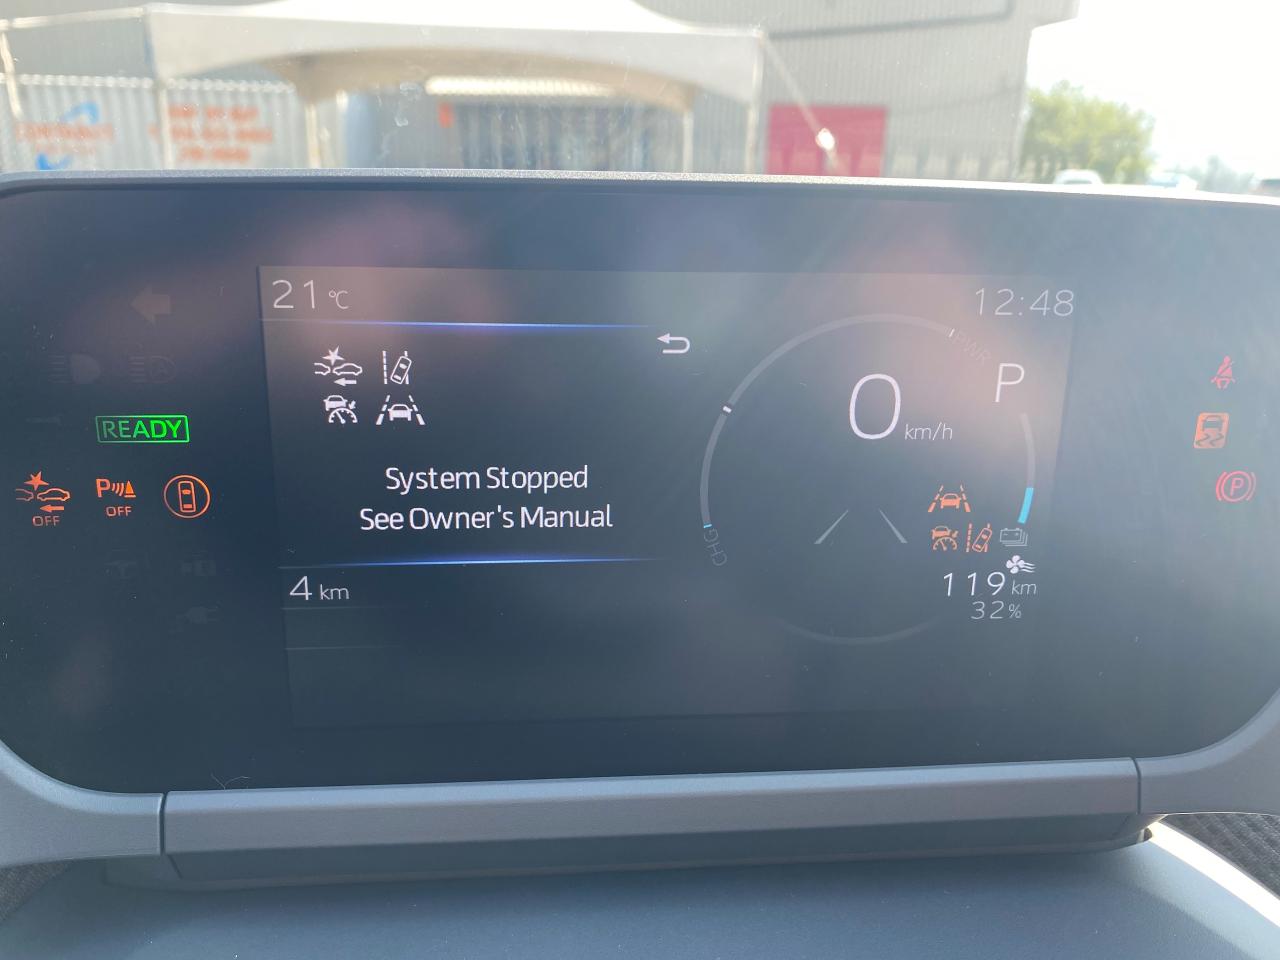 21 °C
12:48
PWR
P
0 km/h
READY
System Stopped
See Owner's Manual
OFF
P
OFF
P
CHG
4 km
119 km
32%